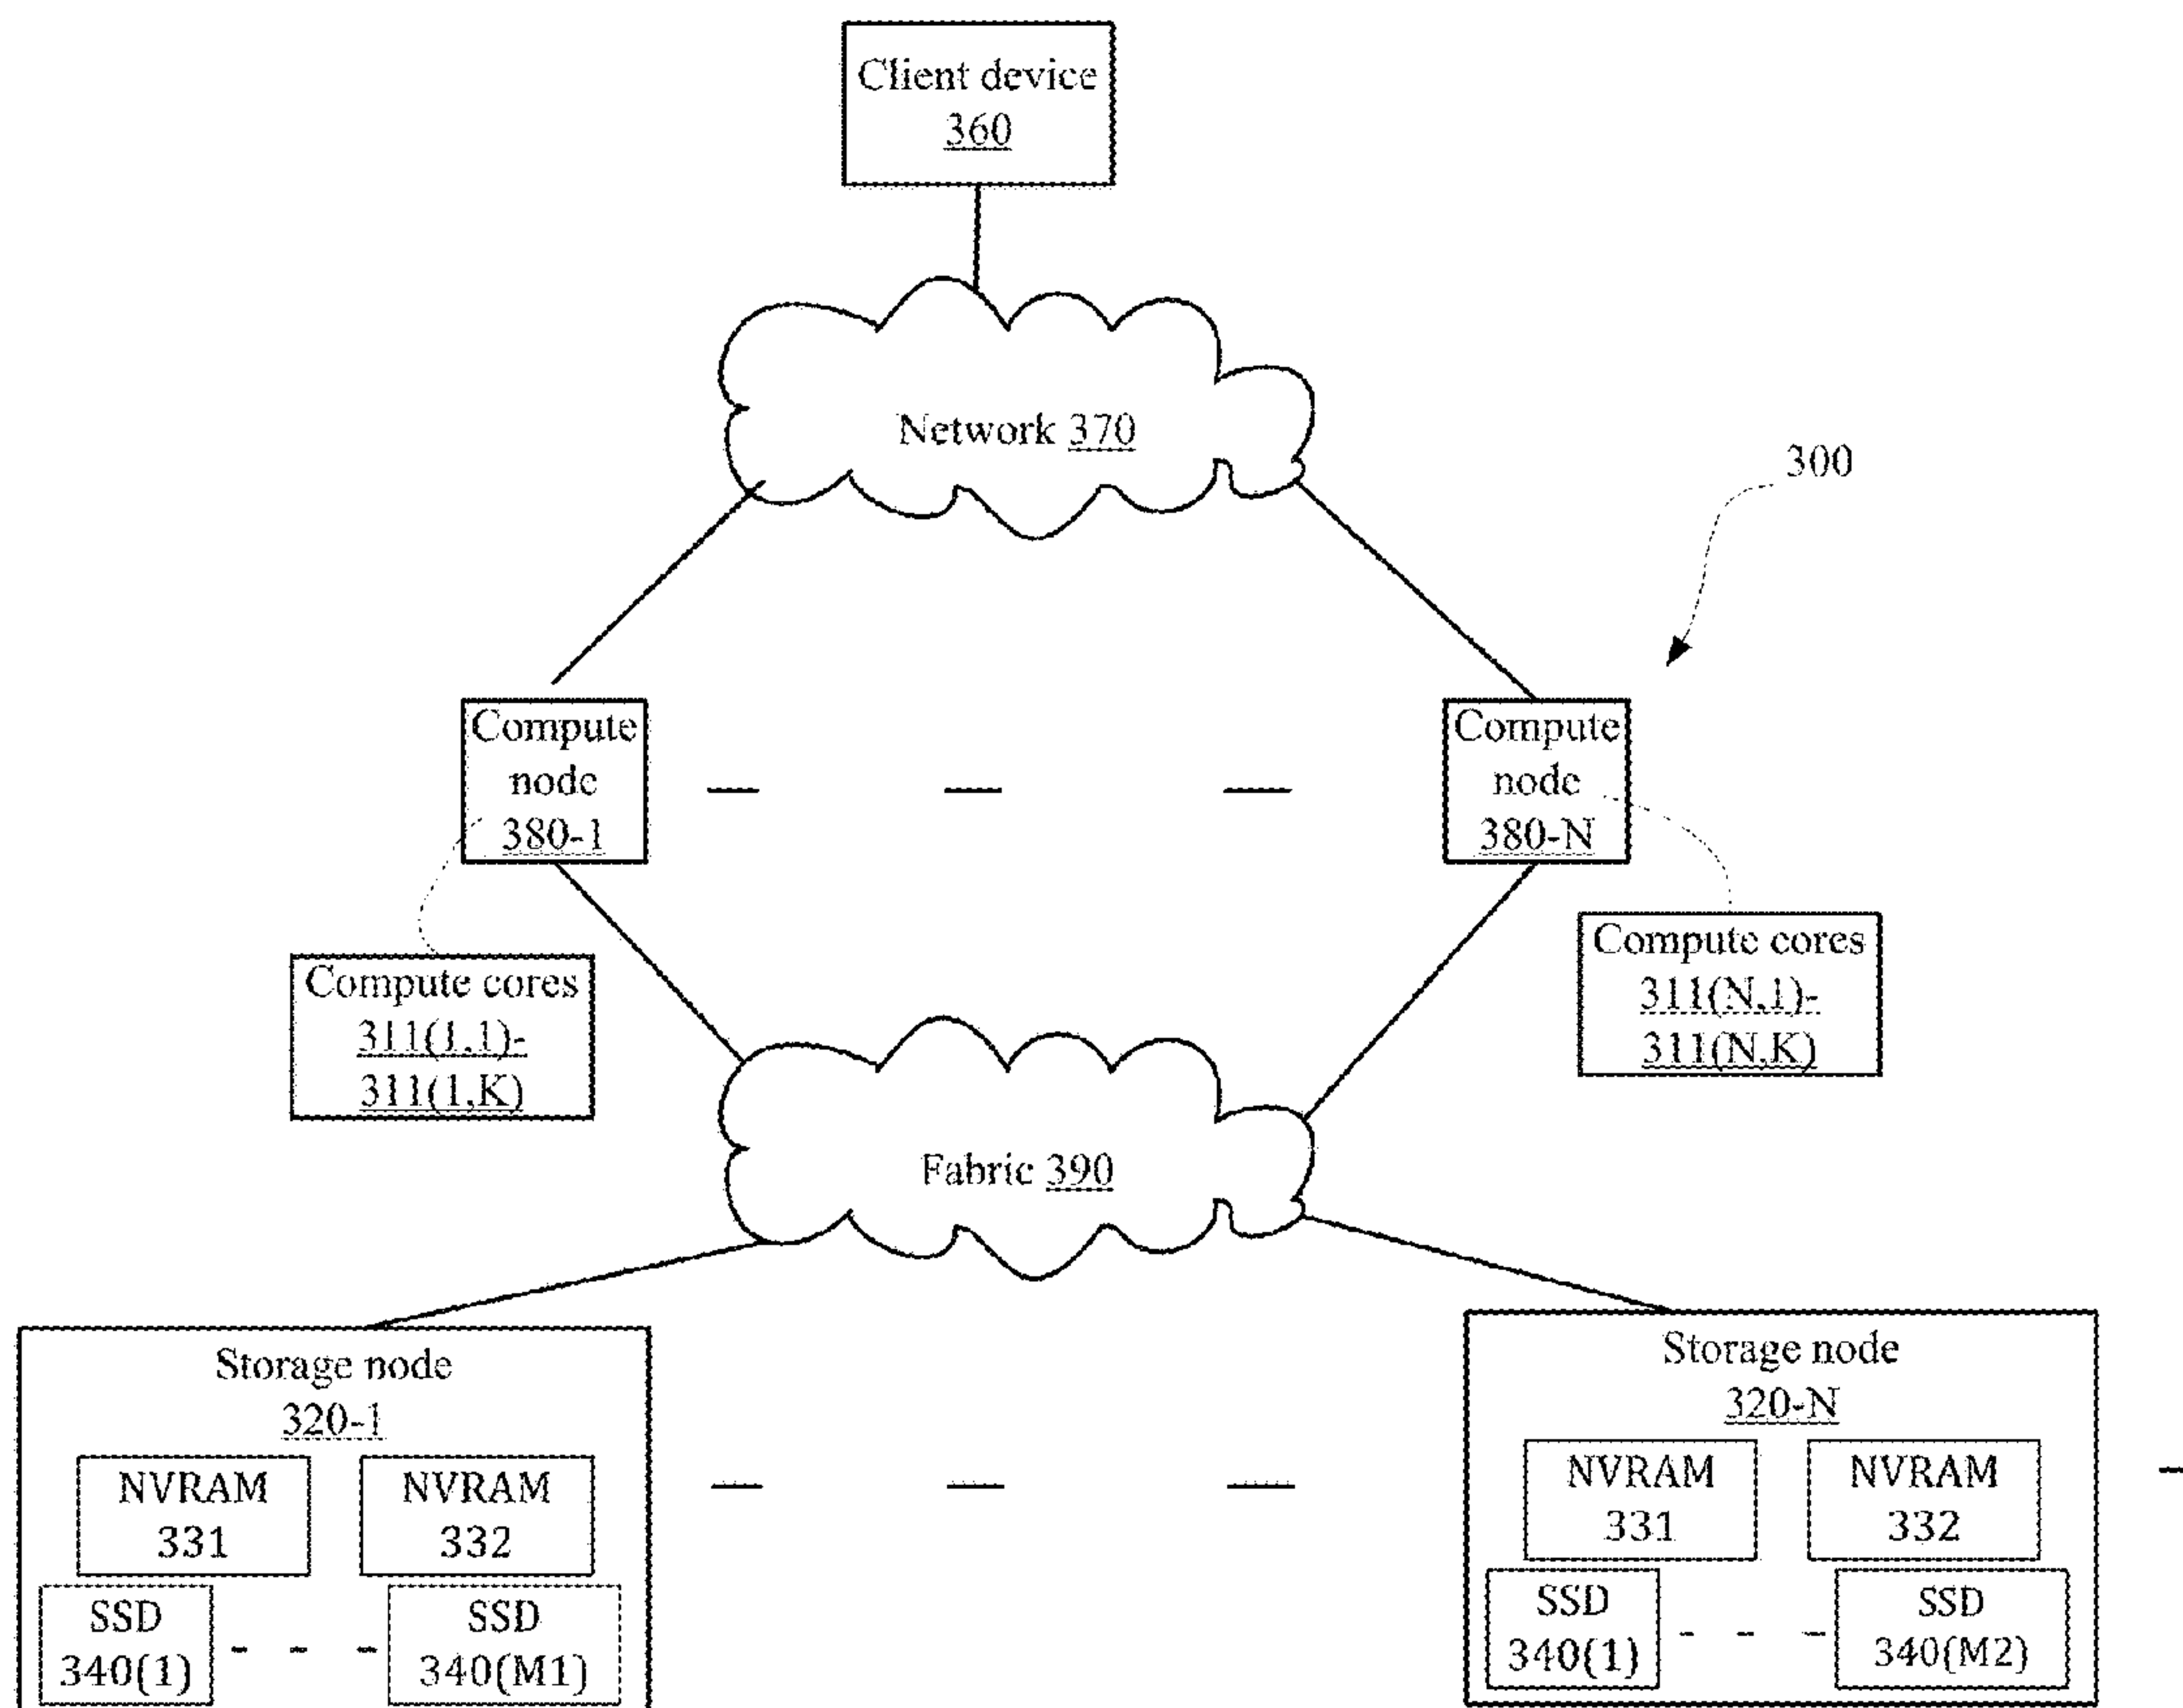 Client device
360
Network 370
300
Compute
node
380-1
Compute
node
380-N
Compute cores
311(1,1)-
311(1,K)
Compute cores
311(N,1)-
311(N,K)
Fabric 390
Storage node
320-1
NVRAM
331
NVRAM
332
SSD
340(1)
SSD
340(M1)
Storage node
320-N
NVRAM
331
NVRAM
332
SSD
340(1)
SSD
340(M2)